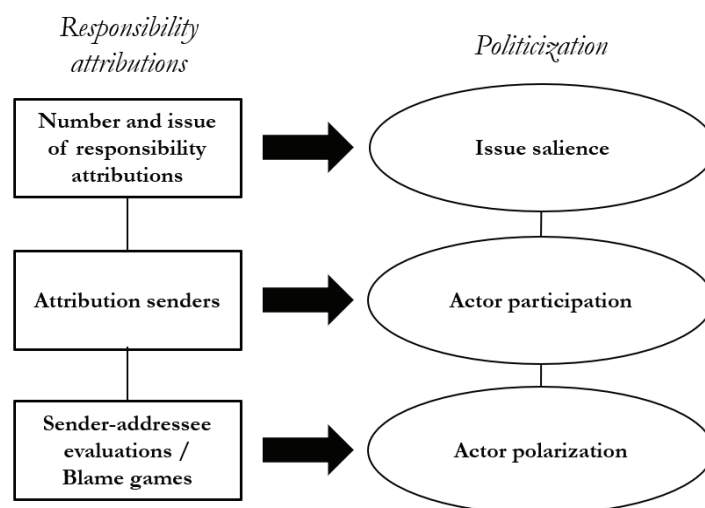 Responsibility
attributions
Politicization
Number and issue
of responsibility
attributions
Issue salience
Attribution senders
Actor participation
Sender-addressee
evaluations /
Blame games
Actor polarization